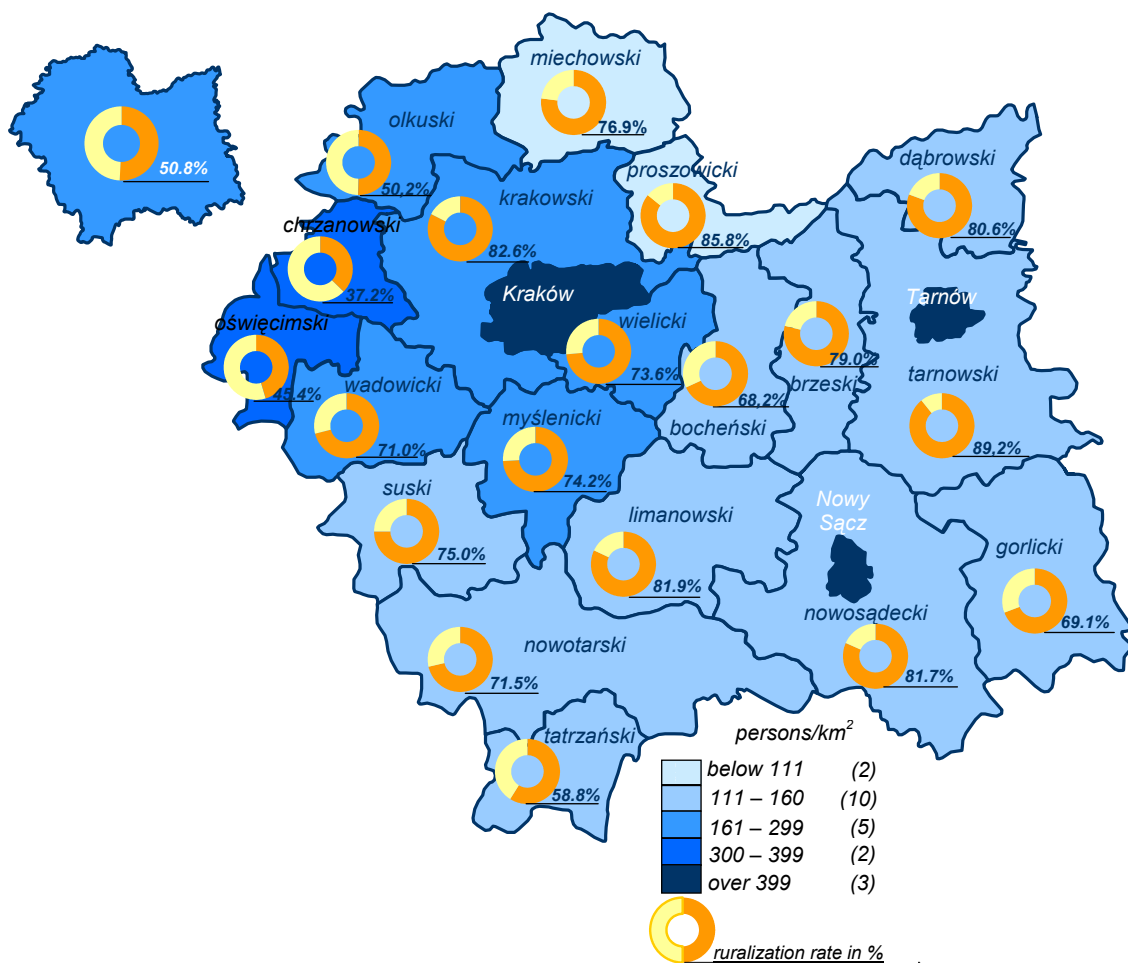 miechowski
76.9%
50.8%
olkuski
50,2%
proszowicki
85.8%
dąbrowski
80.6%
krakowski
82.6%
chrzanowski
37.2%
Kraków
Tarnów
oświęcimski
45.4%
wielicki
73.6%
68,2%
bocheński
79.0%
brzeski
tarnowski
89,2%
wadowicki
71.0%
myślenicki
74.2%
suski
75.0%
limanowski
81.9%
Nowy
Sącz
nowosądecki
81.7%
gorlicki
69.1%
nowotarski
71.5%
tatrzański
58.8%
persons/km²
below 111 (2)
111 – 160 (10)
161 – 299 (5)
300 – 399 (2)
over 399 (3)
ruralization rate in %